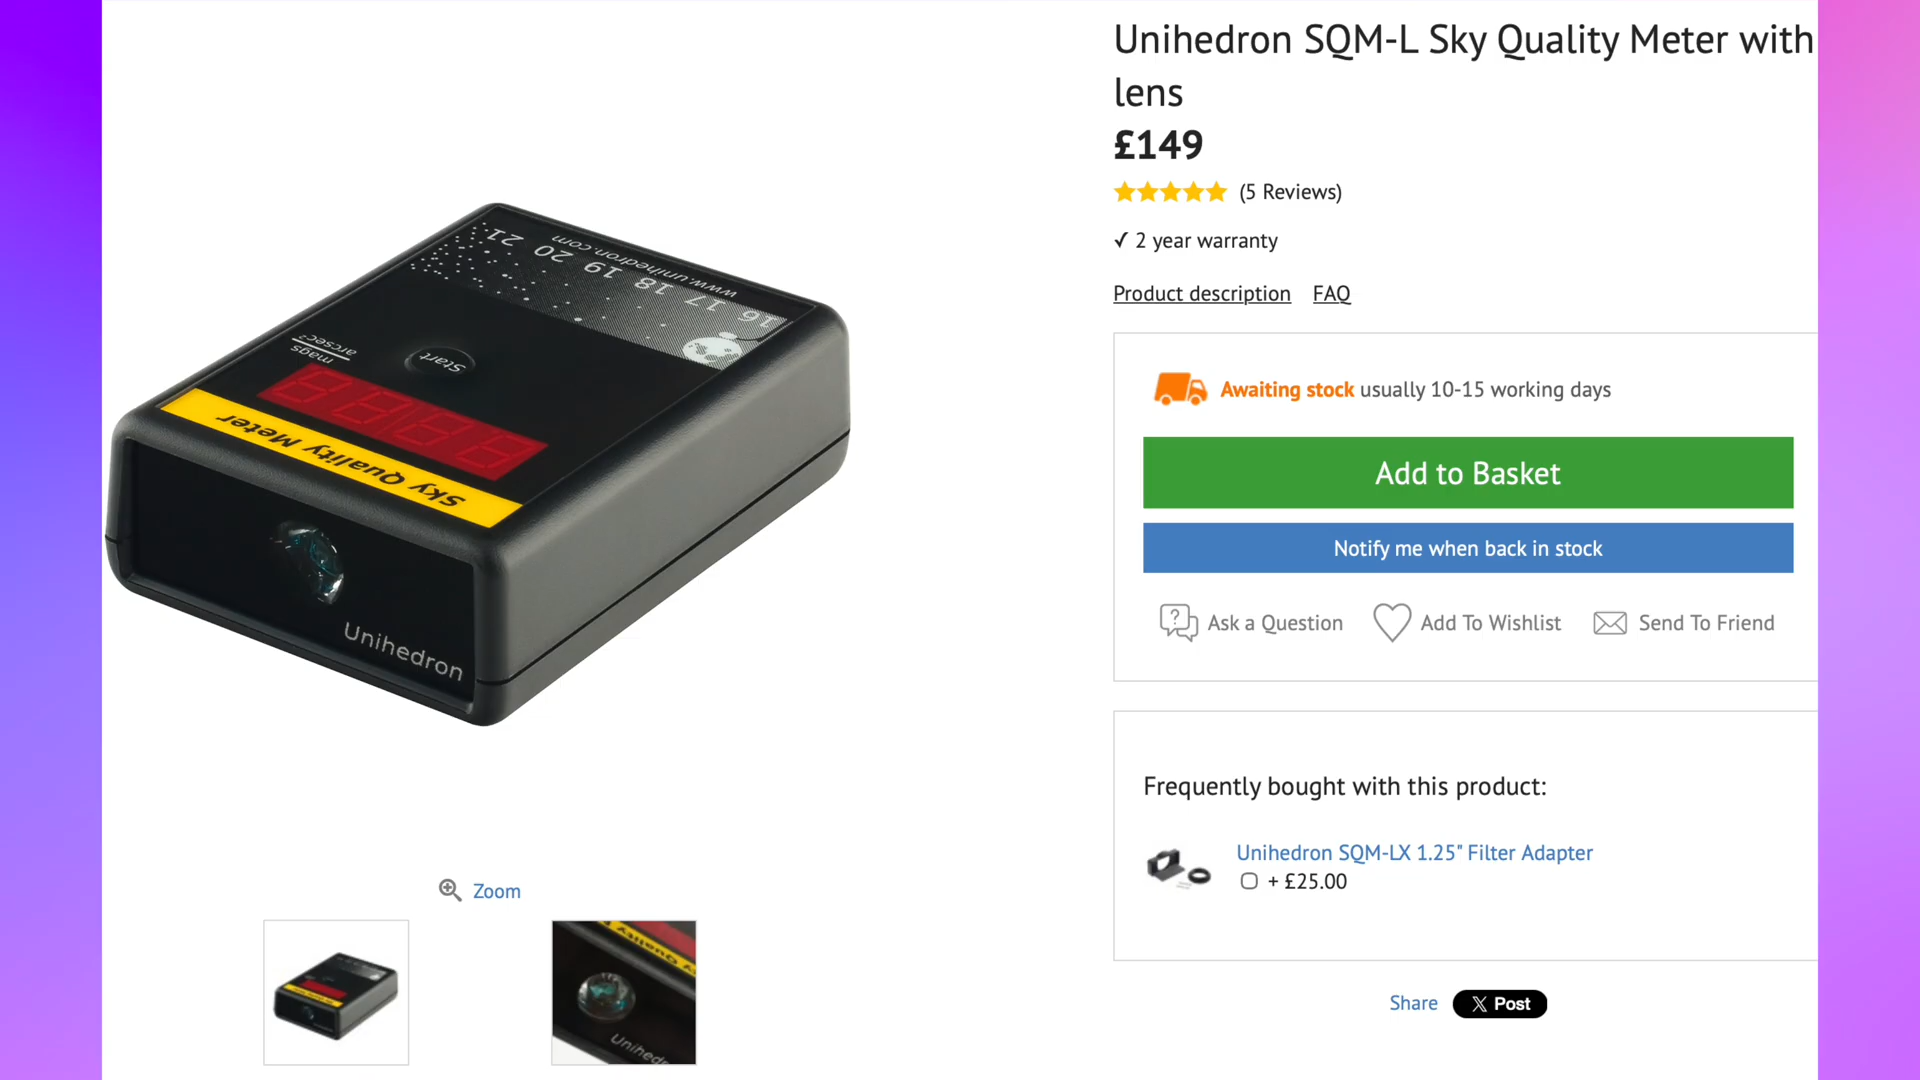 Unihedron SQM-L Sky Quality Meter with
lens
£149
(5 Reviews)
✓ 2 year warranty
Product description FAQ
Awaiting stock usually 10-15 working days
Add to Basket
Notify me when back in stock
Ask a Question Add To Wishlist Send To Friend
Frequently bought with this product:
Unihedron SQM-LX 1.25" Filter Adapter
+ £25.00
Share X Post
www.unihedron.com
16 17 18 19 20 21
Start
mags
arcsec²
Sky Quality Meter
Unihedron
Zoom